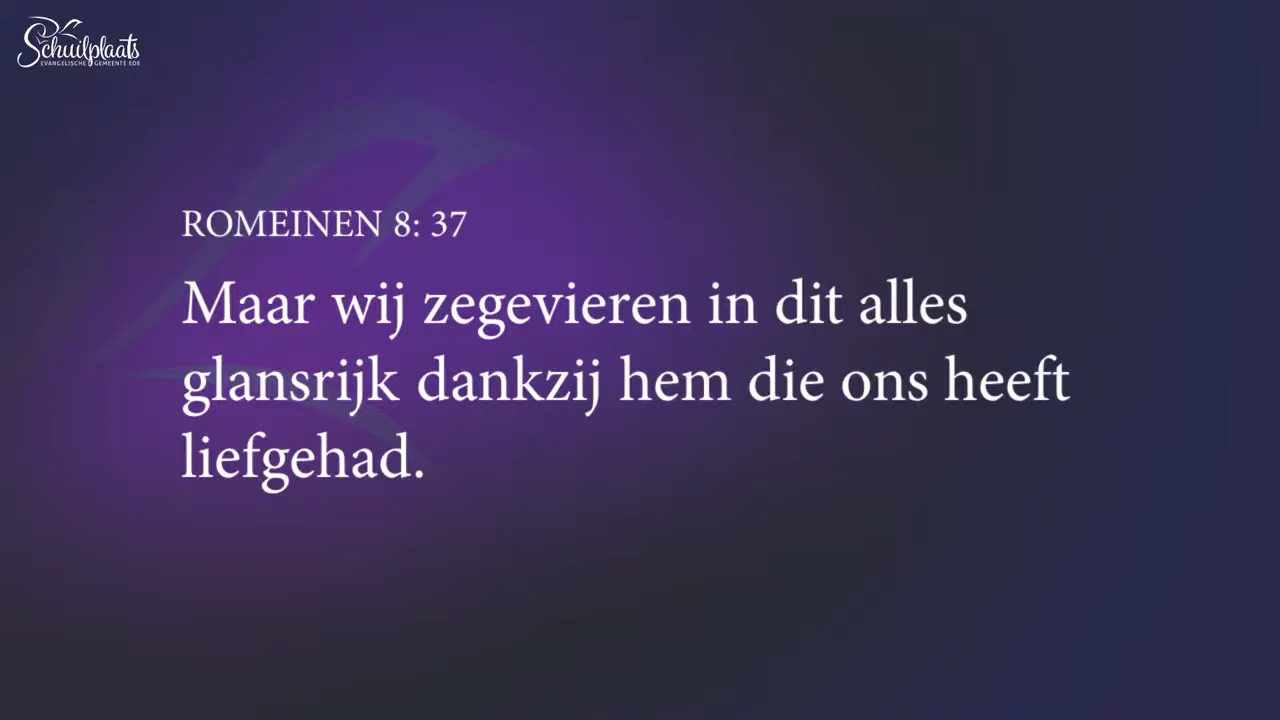 Schuilplaats
EVANGELISCHE GEMEENTE EDE
ROMEINEN 8: 37
Maar wij zegevieren in dit alles
glansrijk dankzij hem die ons heeft
liefgehad.